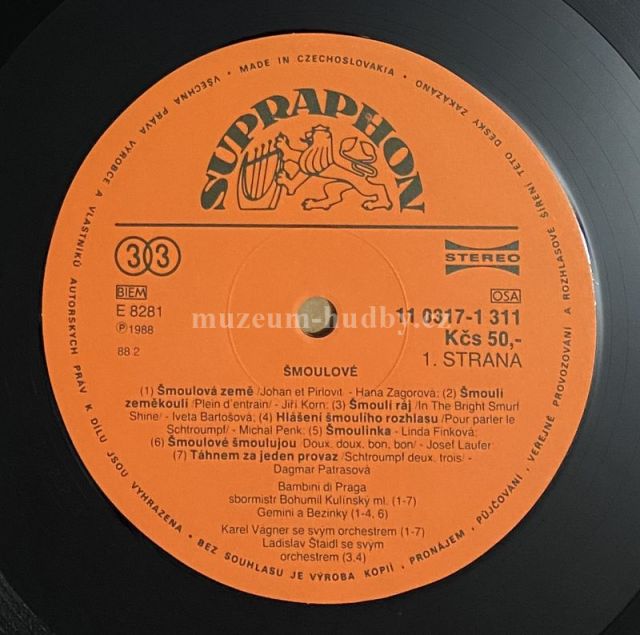 VŠECHNA PRÁVA VÝROBCE A VLASTNÍKŮ AUTORSKÝCH PRÁV K DÍLU JSOU VYHRAZENA • BEZ SOUHLASU JE VÝROBA KOPIÍ, PRONÁJEM, PŮJČOVÁNÍ, VEŘEJNÉ PROVOZOVÁNÍ A ROZHLASOVÉ ŠÍŘENÍ TÉTO DESKY ZAKÁZÁNO • MADE IN CZECHOSLOVAKIA •
SUPRAPHON
33
STEREO
BIEM
OSA
E 8281
11 0317-1 311
Ⓟ 1988
Kčs 50,-
88 2
1. STRANA
muzeum-hudby.cz
ŠMOULOVÉ
(1) Šmoulová země /Johan et Pirlovit/ - Hana Zagorová; (2) Šmoulí
zeměkoulí /Plein d'entrain/ - Jiří Korn; (3) Šmoulí ráj /In The Bright Smurf
Shine/ - Iveta Bartošová; (4) Hlášení šmoulího rozhlasu /Pour parler le
Schtroumpf/ - Michal Penk; (5) Šmoulinka - Linda Finková;
(6) Šmoulové šmoulujou /Doux, doux, bon, bon/ - Josef Laufer;
(7) Táhnem za jeden provaz /Schtroumpf deux, trois/ -
Dagmar Patrasová
Bambini di Praga
sbormistr Bohumil Kulínský ml. (1-7)
Gemini a Bezinky (1-4, 6)
Karel Vágner se svým orchestrem (1-7)
Ladislav Štaidl se svým
orchestrem (3,4)